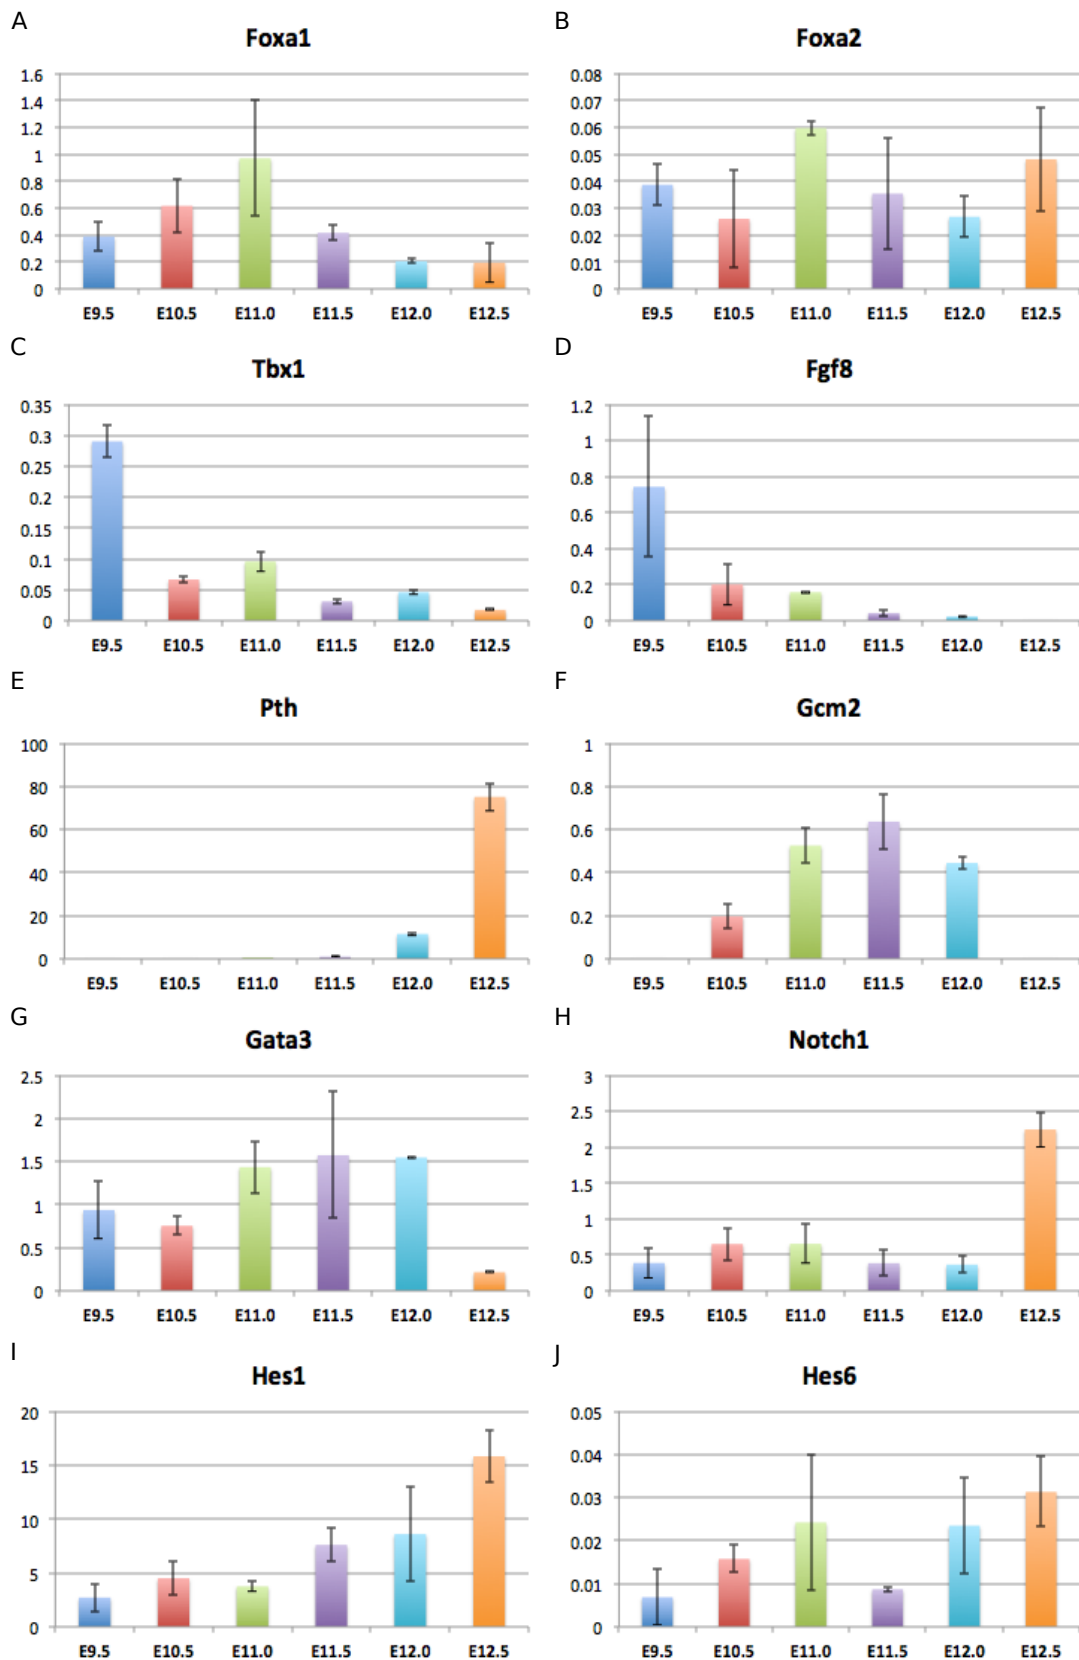 A
Foxa1
1.6
1.4
1.2
1
0.8
0.6
0.4
0.2
0
E9.5 E10.5 E11.0 E11.5 E12.0 E12.5
B
Foxa2
0.08
0.07
0.06
0.05
0.04
0.03
0.02
0.01
0
E9.5 E10.5 E11.0 E11.5 E12.0 E12.5
C
Tbx1
0.35
0.3
0.25
0.2
0.15
0.1
0.05
0
E9.5 E10.5 E11.0 E11.5 E12.0 E12.5
D
Fgf8
1.2
1
0.8
0.6
0.4
0.2
0
E9.5 E10.5 E11.0 E11.5 E12.0 E12.5
E
Pth
100
80
60
40
20
0
E9.5 E10.5 E11.0 E11.5 E12.0 E12.5
F
Gcm2
1
0.8
0.6
0.4
0.2
0
E9.5 E10.5 E11.0 E11.5 E12.0 E12.5
G
Gata3
2.5
2
1.5
1
0.5
0
E9.5 E10.5 E11.0 E11.5 E12.0 E12.5
H
Notch1
3
2.5
2
1.5
1
0.5
0
E9.5 E10.5 E11.0 E11.5 E12.0 E12.5
I
Hes1
20
15
10
5
0
E9.5 E10.5 E11.0 E11.5 E12.0 E12.5
J
Hes6
0.05
0.04
0.03
0.02
0.01
0
E9.5 E10.5 E11.0 E11.5 E12.0 E12.5